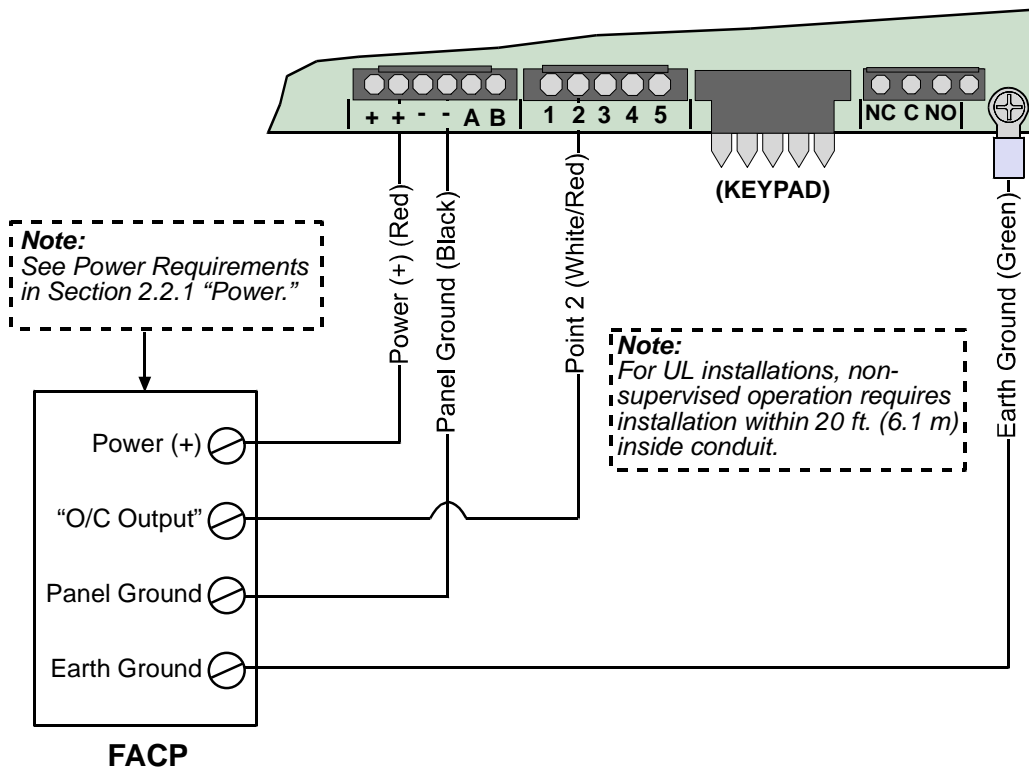 + + - - A B 1 2 3 4 5 NC C NO
(KEYPAD)
Power (+) (Red)
Panel Ground (Black)
Point 2 (White/Red)
Earth Ground (Green)
Note:
See Power Requirements
in Section 2.2.1 “Power.”
Note:
For UL installations, non-
supervised operation requires
installation within 20 ft. (6.1 m)
inside conduit.
Power (+)
“O/C Output”
Panel Ground
Earth Ground
FACP